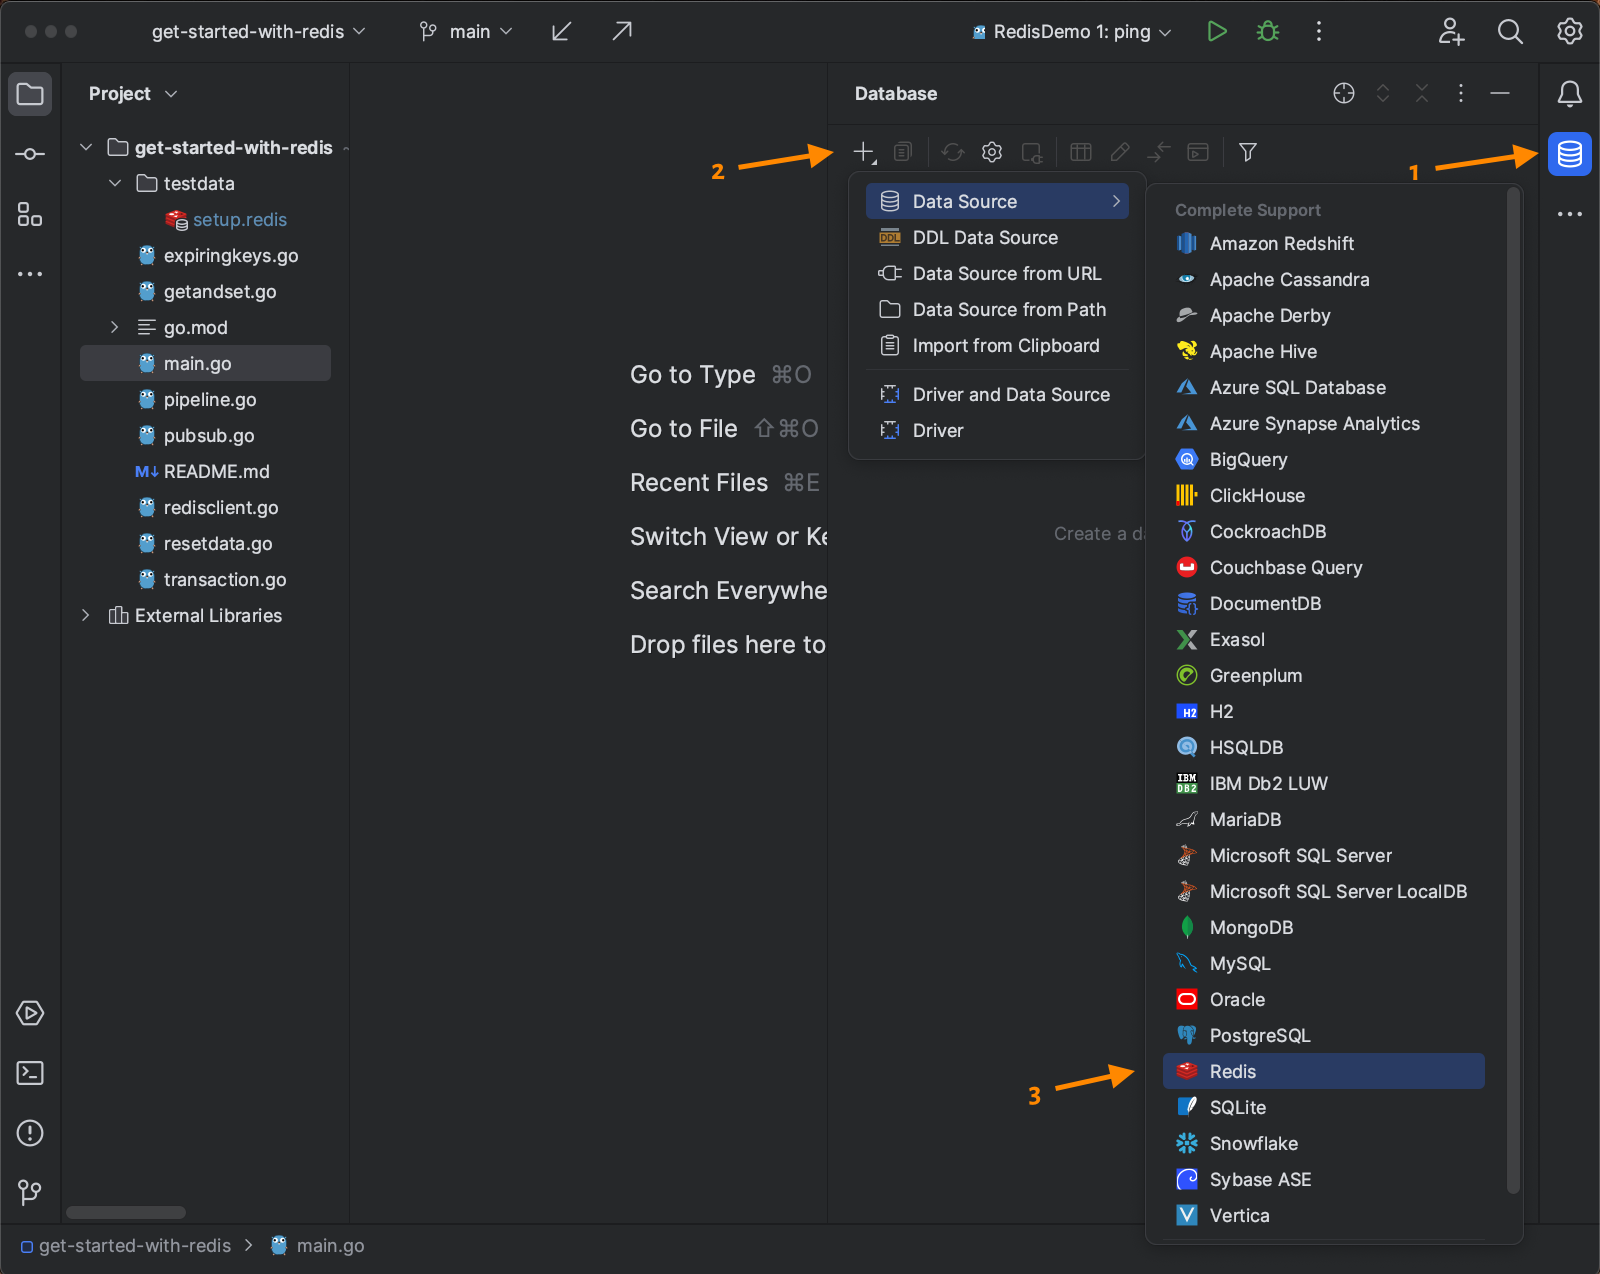 get-started-with-redis
main
RedisDemo 1: ping
Project
get-started-with-redis
testdata
setup.redis
expiringkeys.go
getandset.go
go.mod
main.go
pipeline.go
pubsub.go
M↓ README.md
redisclient.go
resetdata.go
transaction.go
External Libraries
Go to Type ⌘O
Go to File ⇧⌘O
Recent Files ⌘E
Switch View or Ke
Search Everywhe
Drop files here to
Database
2
1
Data Source
DDL DDL Data Source
Data Source from URL
Data Source from Path
Import from Clipboard
Driver and Data Source
Driver
Create a da
Complete Support
Amazon Redshift
Apache Cassandra
Apache Derby
Apache Hive
Azure SQL Database
Azure Synapse Analytics
BigQuery
ClickHouse
CockroachDB
Couchbase Query
DocumentDB
Exasol
Greenplum
H2 H2
HSQLDB
IBM DB2 IBM Db2 LUW
MariaDB
Microsoft SQL Server
Microsoft SQL Server LocalDB
MongoDB
MySQL
Oracle
PostgreSQL
3
Redis
SQLite
Snowflake
Sybase ASE
Vertica
get-started-with-redis > main.go